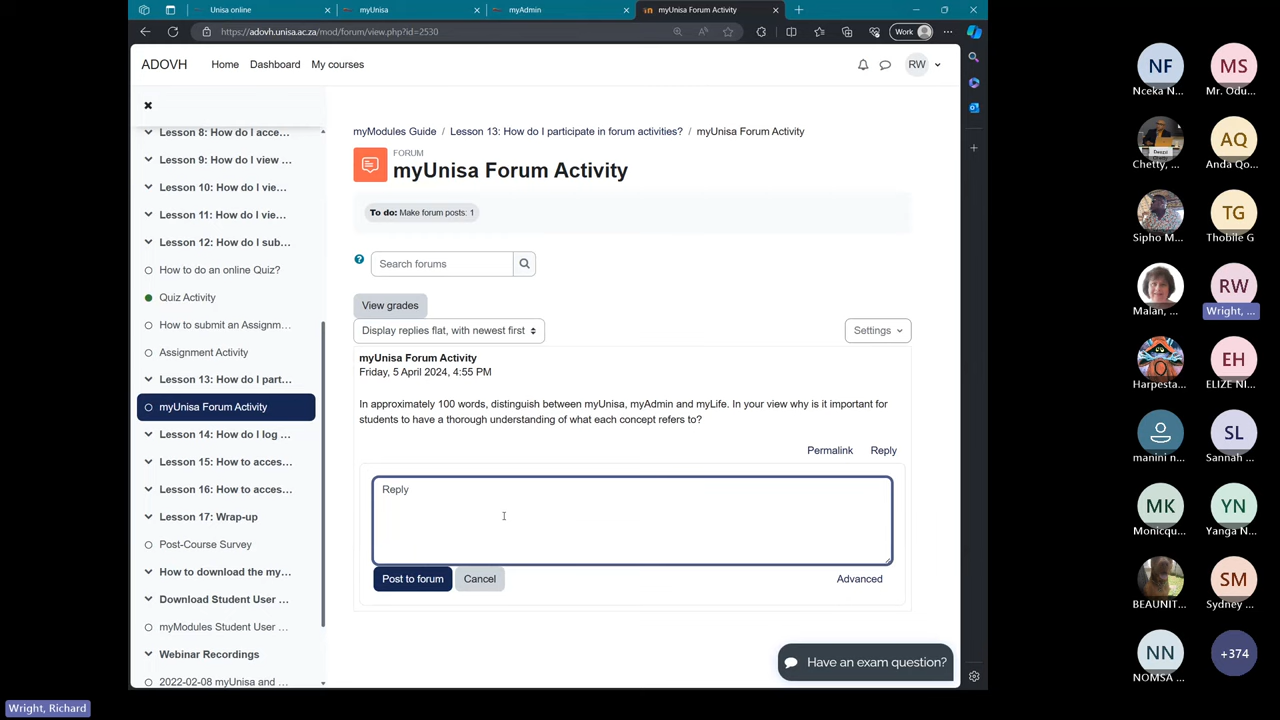 Unisa online
myUnisa
myAdmin
myUnisa Forum Activity
https://adovh.unisa.ac.za/mod/forum/view.php?id=2530
Work
ADOVH
Home
Dashboard
My courses
RW
Lesson 8: How do I acce...
Lesson 9: How do I view ...
Lesson 10: How do I vie...
Lesson 11: How do I vie...
Lesson 12: How do I sub...
How to do an online Quiz?
Quiz Activity
How to submit an Assignm...
Assignment Activity
Lesson 13: How do I part...
myUnisa Forum Activity
Lesson 14: How do I log ...
Lesson 15: How to acces...
Lesson 16: How to acces...
Lesson 17: Wrap-up
Post-Course Survey
How to download the my...
Download Student User ...
myModules Student User ...
Webinar Recordings
2022-02-08 myUnisa and ...
myModules Guide / Lesson 13: How do I participate in forum activities? / myUnisa Forum Activity
FORUM
myUnisa Forum Activity
To do: Make forum posts: 1
Search forums
View grades
Display replies flat, with newest first
Settings
myUnisa Forum Activity
Friday, 5 April 2024, 4:55 PM
In approximately 100 words, distinguish between myUnisa, myAdmin and myLife. In your view why is it important for
students to have a thorough understanding of what each concept refers to?
Permalink
Reply
Reply
Post to forum
Cancel
Advanced
Have an exam question?
NF
Nceka N...
MS
Mr. Odu...
Chetty, ...
AQ
Anda Qo...
Sipho M...
TG
Thobile G
Malan, ...
RW
Wright, ...
Harpesta...
EH
ELIZE NI...
manini n...
SL
Sannah ...
MK
Monicqu...
YN
Yanga N...
BEAUNIT...
SM
Sydney ...
NN
NOMSA ...
+374
Wright, Richard